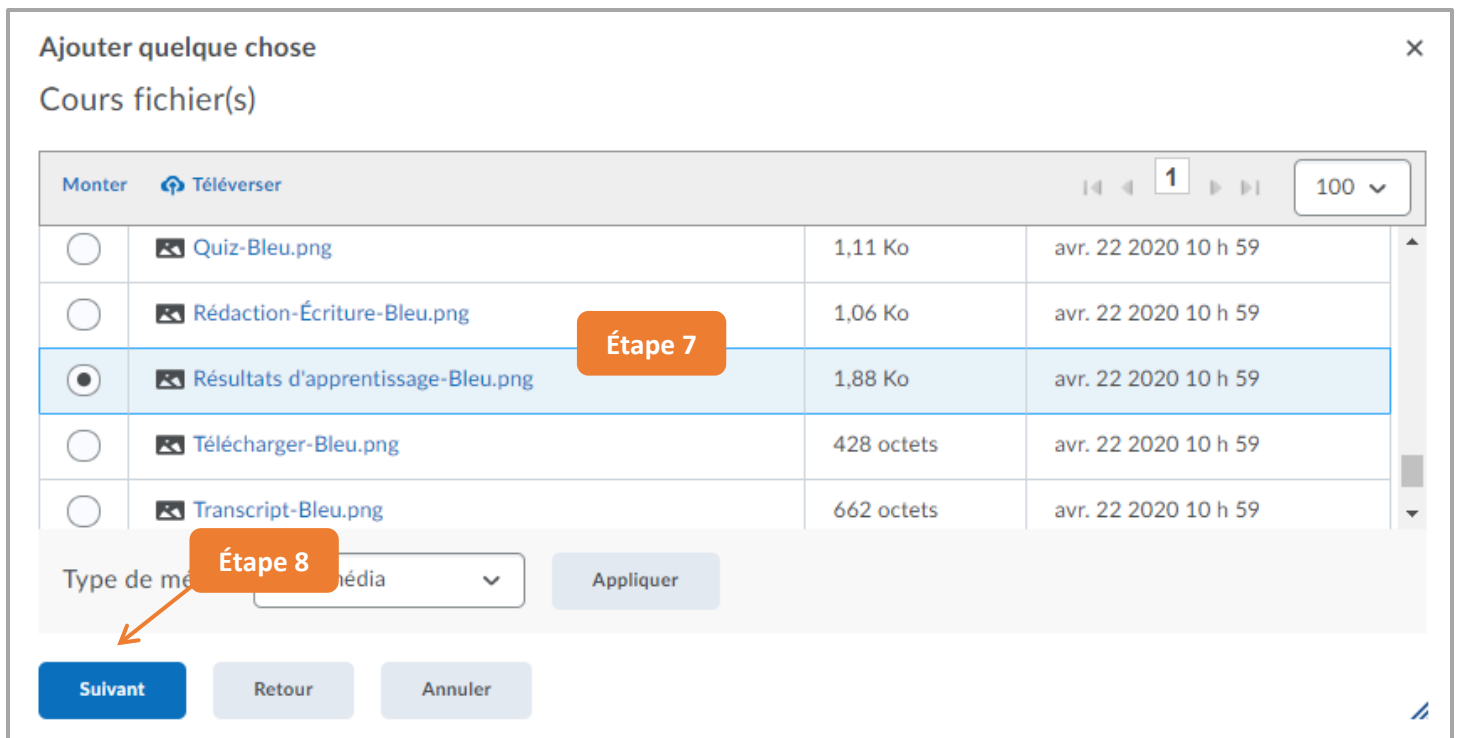 Ajouter quelque chose
Cours fichier(s)
Monter Téléverser 1 100
Quiz-Bleu.png 1,11 Ko avr. 22 2020 10 h 59
Rédaction-Écriture-Bleu.png 1,06 Ko avr. 22 2020 10 h 59
Étape 7
Résultats d'apprentissage-Bleu.png 1,88 Ko avr. 22 2020 10 h 59
Télécharger-Bleu.png 428 octets avr. 22 2020 10 h 59
Transcript-Bleu.png 662 octets avr. 22 2020 10 h 59
Étape 8
Type de Appliquer
Suivant Retour Annuler